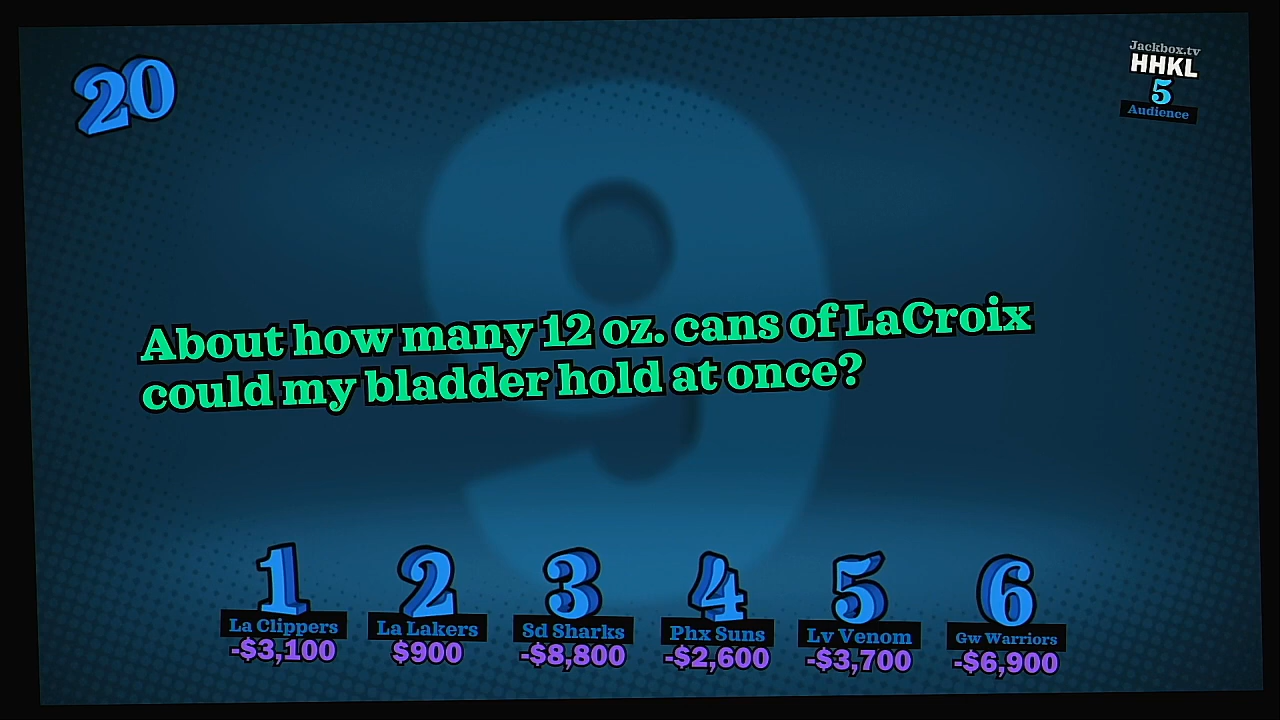 20
Jackbox.tv
HHKL
5
Audience
9
About how many 12 oz. cans of LaCroix
could my bladder hold at once?
1 2 3 4 5 6
La Clippers La Lakers Sd Sharks Phx Suns Lv Venom Gw Warriors
-$3,100 $900 -$8,800 -$2,600 -$3,700 -$6,900